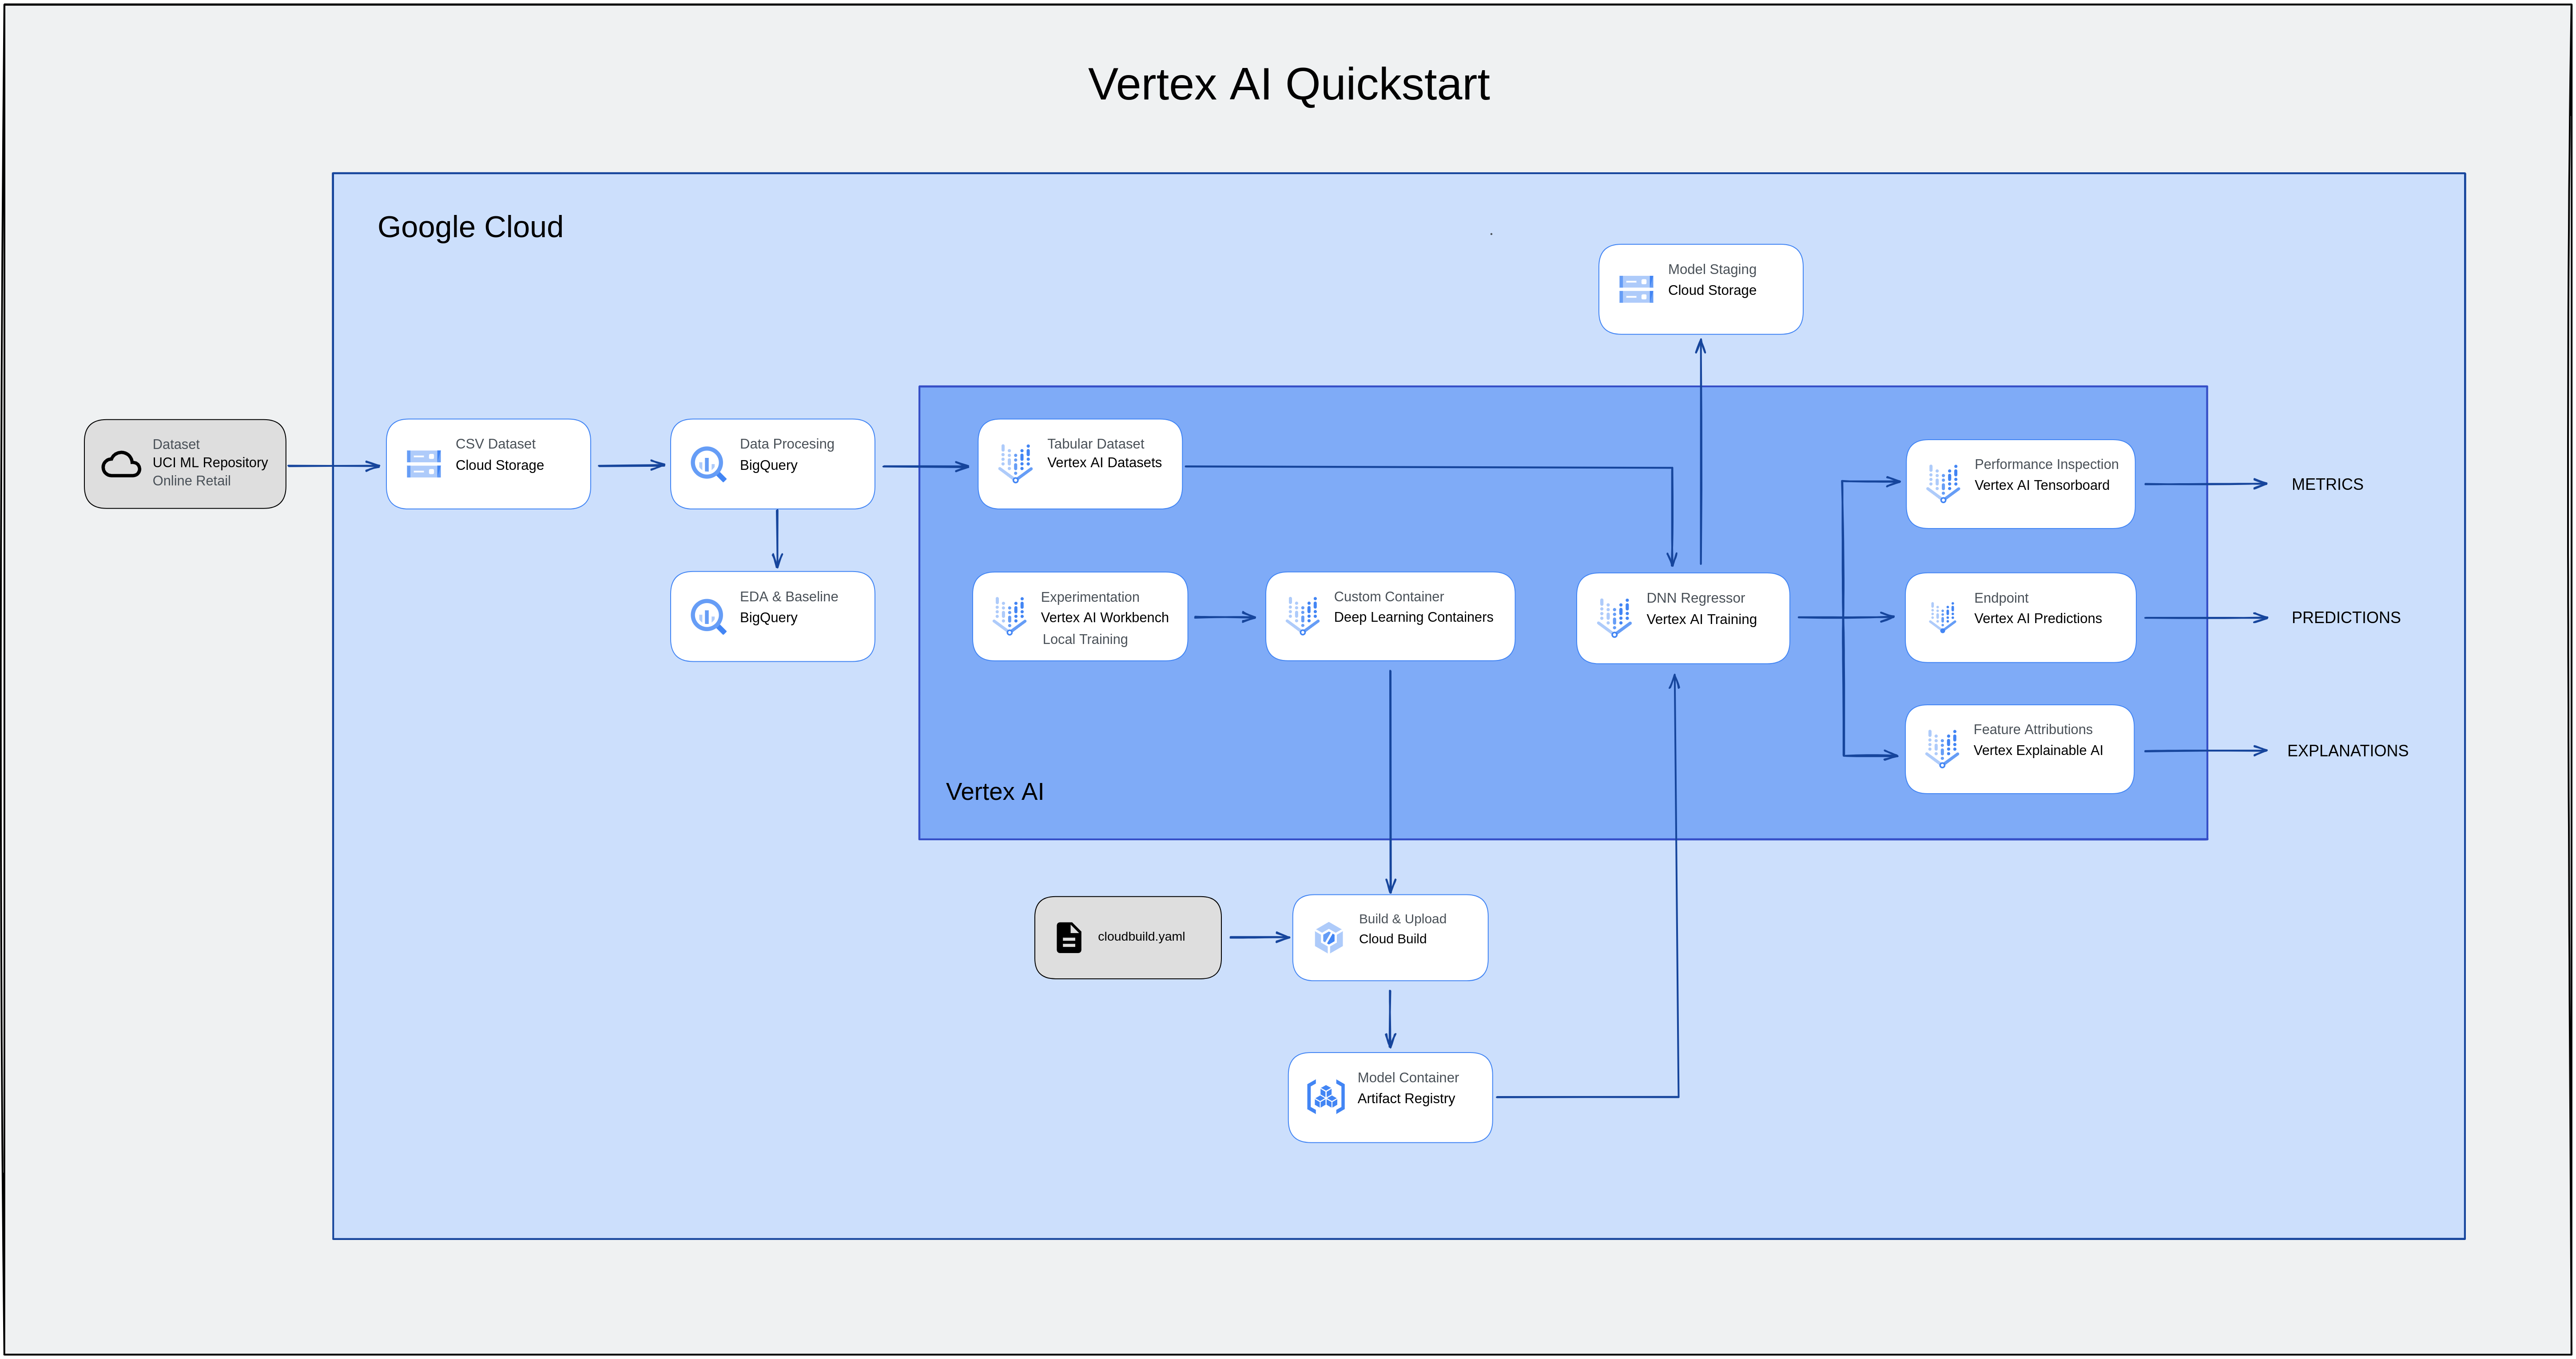 Vertex AI Quickstart
Google Cloud
Model Staging
Cloud Storage
Dataset
UCI ML Repository
Online Retail
CSV Dataset
Cloud Storage
Data Procesing
BigQuery
Tabular Dataset
Vertex AI Datasets
Performance Inspection
Vertex AI Tensorboard
METRICS
EDA & Baseline
BigQuery
Experimentation
Vertex AI Workbench
Local Training
Custom Container
Deep Learning Containers
DNN Regressor
Vertex AI Training
Endpoint
Vertex AI Predictions
PREDICTIONS
Feature Attributions
Vertex Explainable AI
EXPLANATIONS
Vertex AI
cloudbuild.yaml
Build & Upload
Cloud Build
Model Container
Artifact Registry